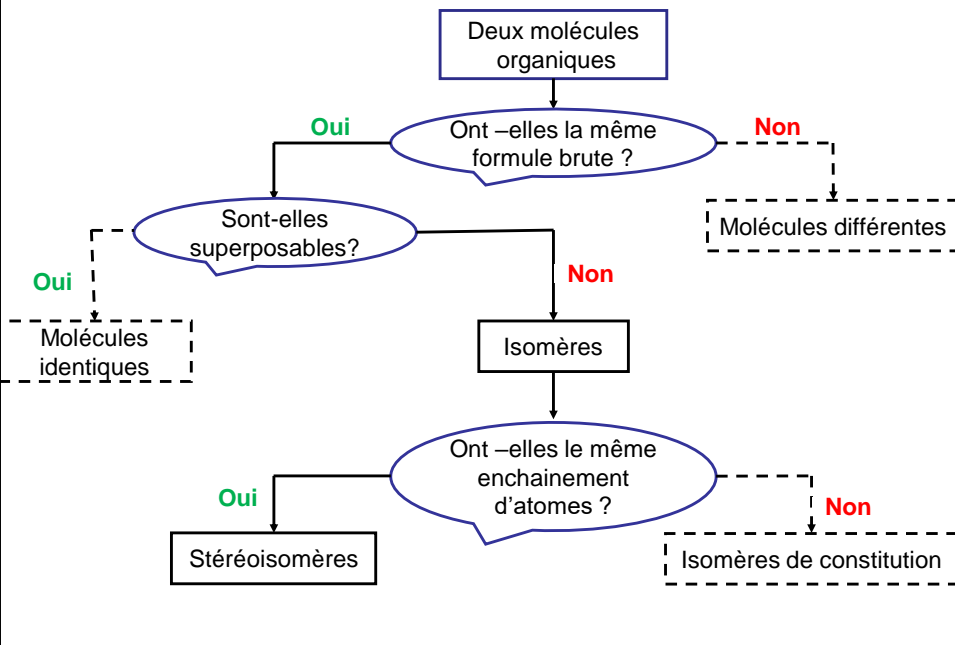 Deux molécules
organiques
Oui
Ont –elles la même
formule brute ?
Non
Sont-elles
superposables?
Molécules différentes
Oui
Non
Molécules
identiques
Isomères
Ont –elles le même
enchainement
d'atomes ?
Oui
Non
Stéréoisomères
Isomères de constitution